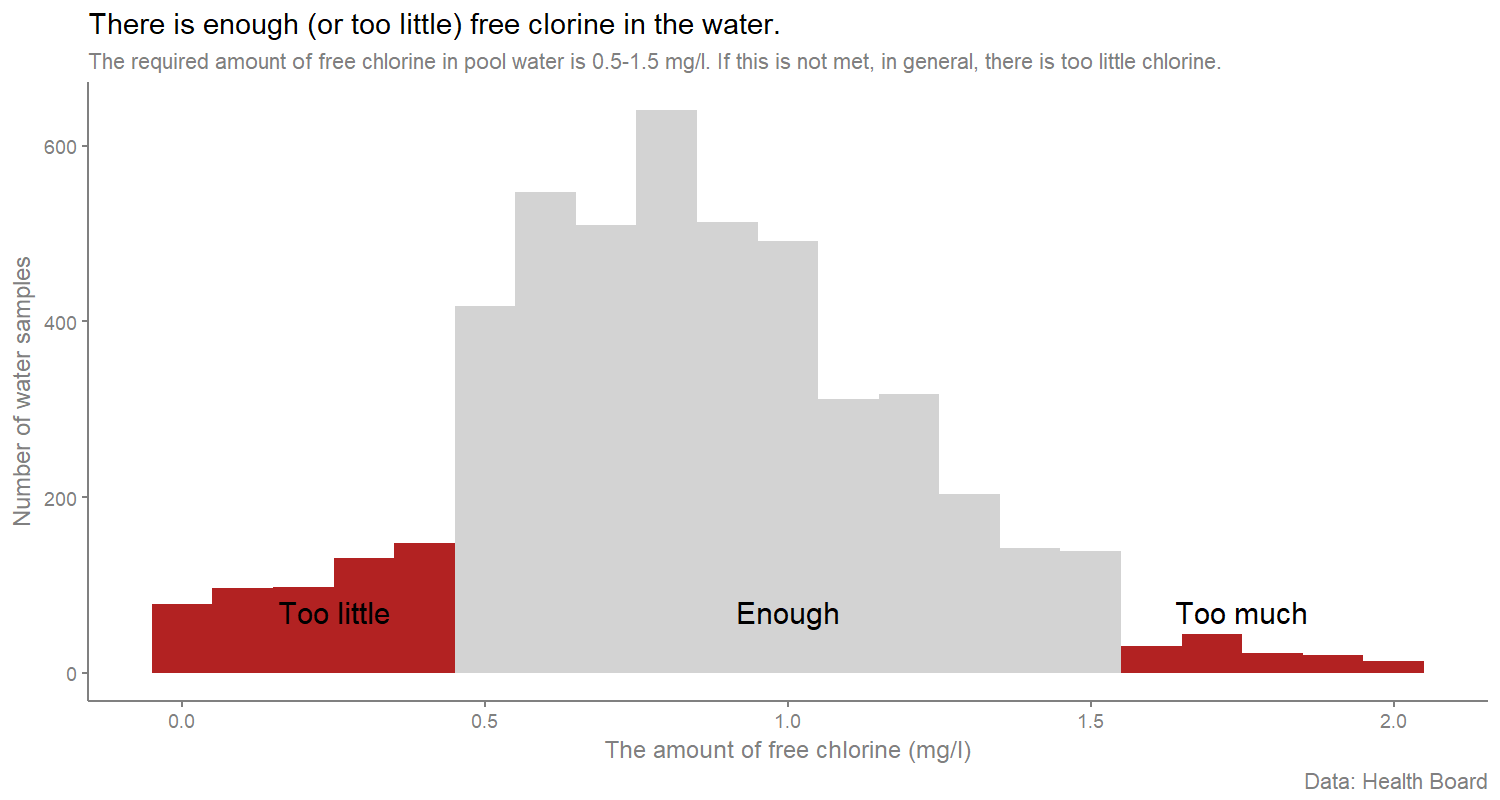 There is enough (or too little) free clorine in the water.
The required amount of free chlorine in pool water is 0.5-1.5 mg/l. If this is not met, in general, there is too little chlorine.
Number of water samples
600
400
200
0
Too little
Enough
Too much
0.0
0.5
1.0
1.5
2.0
The amount of free chlorine (mg/l)
Data: Health Board